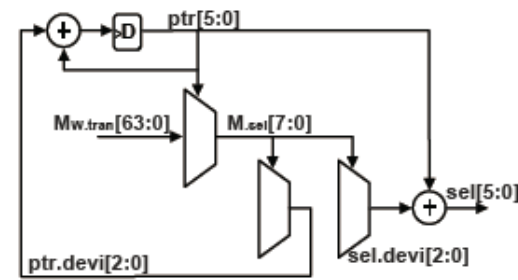 ptr[5:0]
+
D
Mw.tran[63:0]
M.sel[7:0]
sel[5:0]
+
sel.devi[2:0]
ptr.devi[2:0]